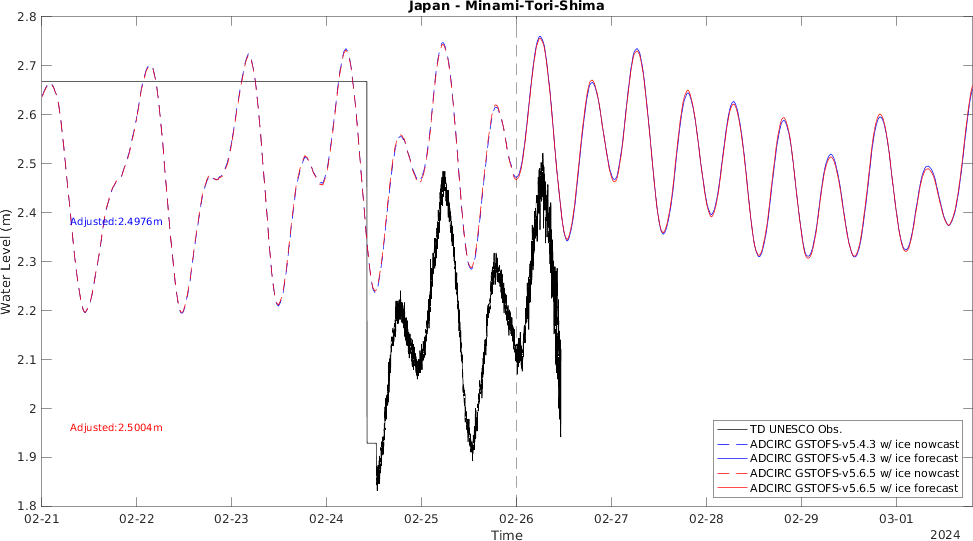 Japan - Minami-Tori-Shima
2.8
2.7
2.6
2.5
2.4
2.3
2.2
2.1
2
1.9
1.8
Water Level (m)
Adjusted:2.4976m
Adjusted:2.5004m
TD UNESCO Obs.
ADCIRC GSTOFS-v5.4.3 w/ ice nowcast
ADCIRC GSTOFS-v5.4.3 w/ ice forecast
ADCIRC GSTOFS-v5.6.5 w/ ice nowcast
ADCIRC GSTOFS-v5.6.5 w/ ice forecast
02-21 02-22 02-23 02-24 02-25 02-26 02-27 02-28 02-29 03-01
Time
2024